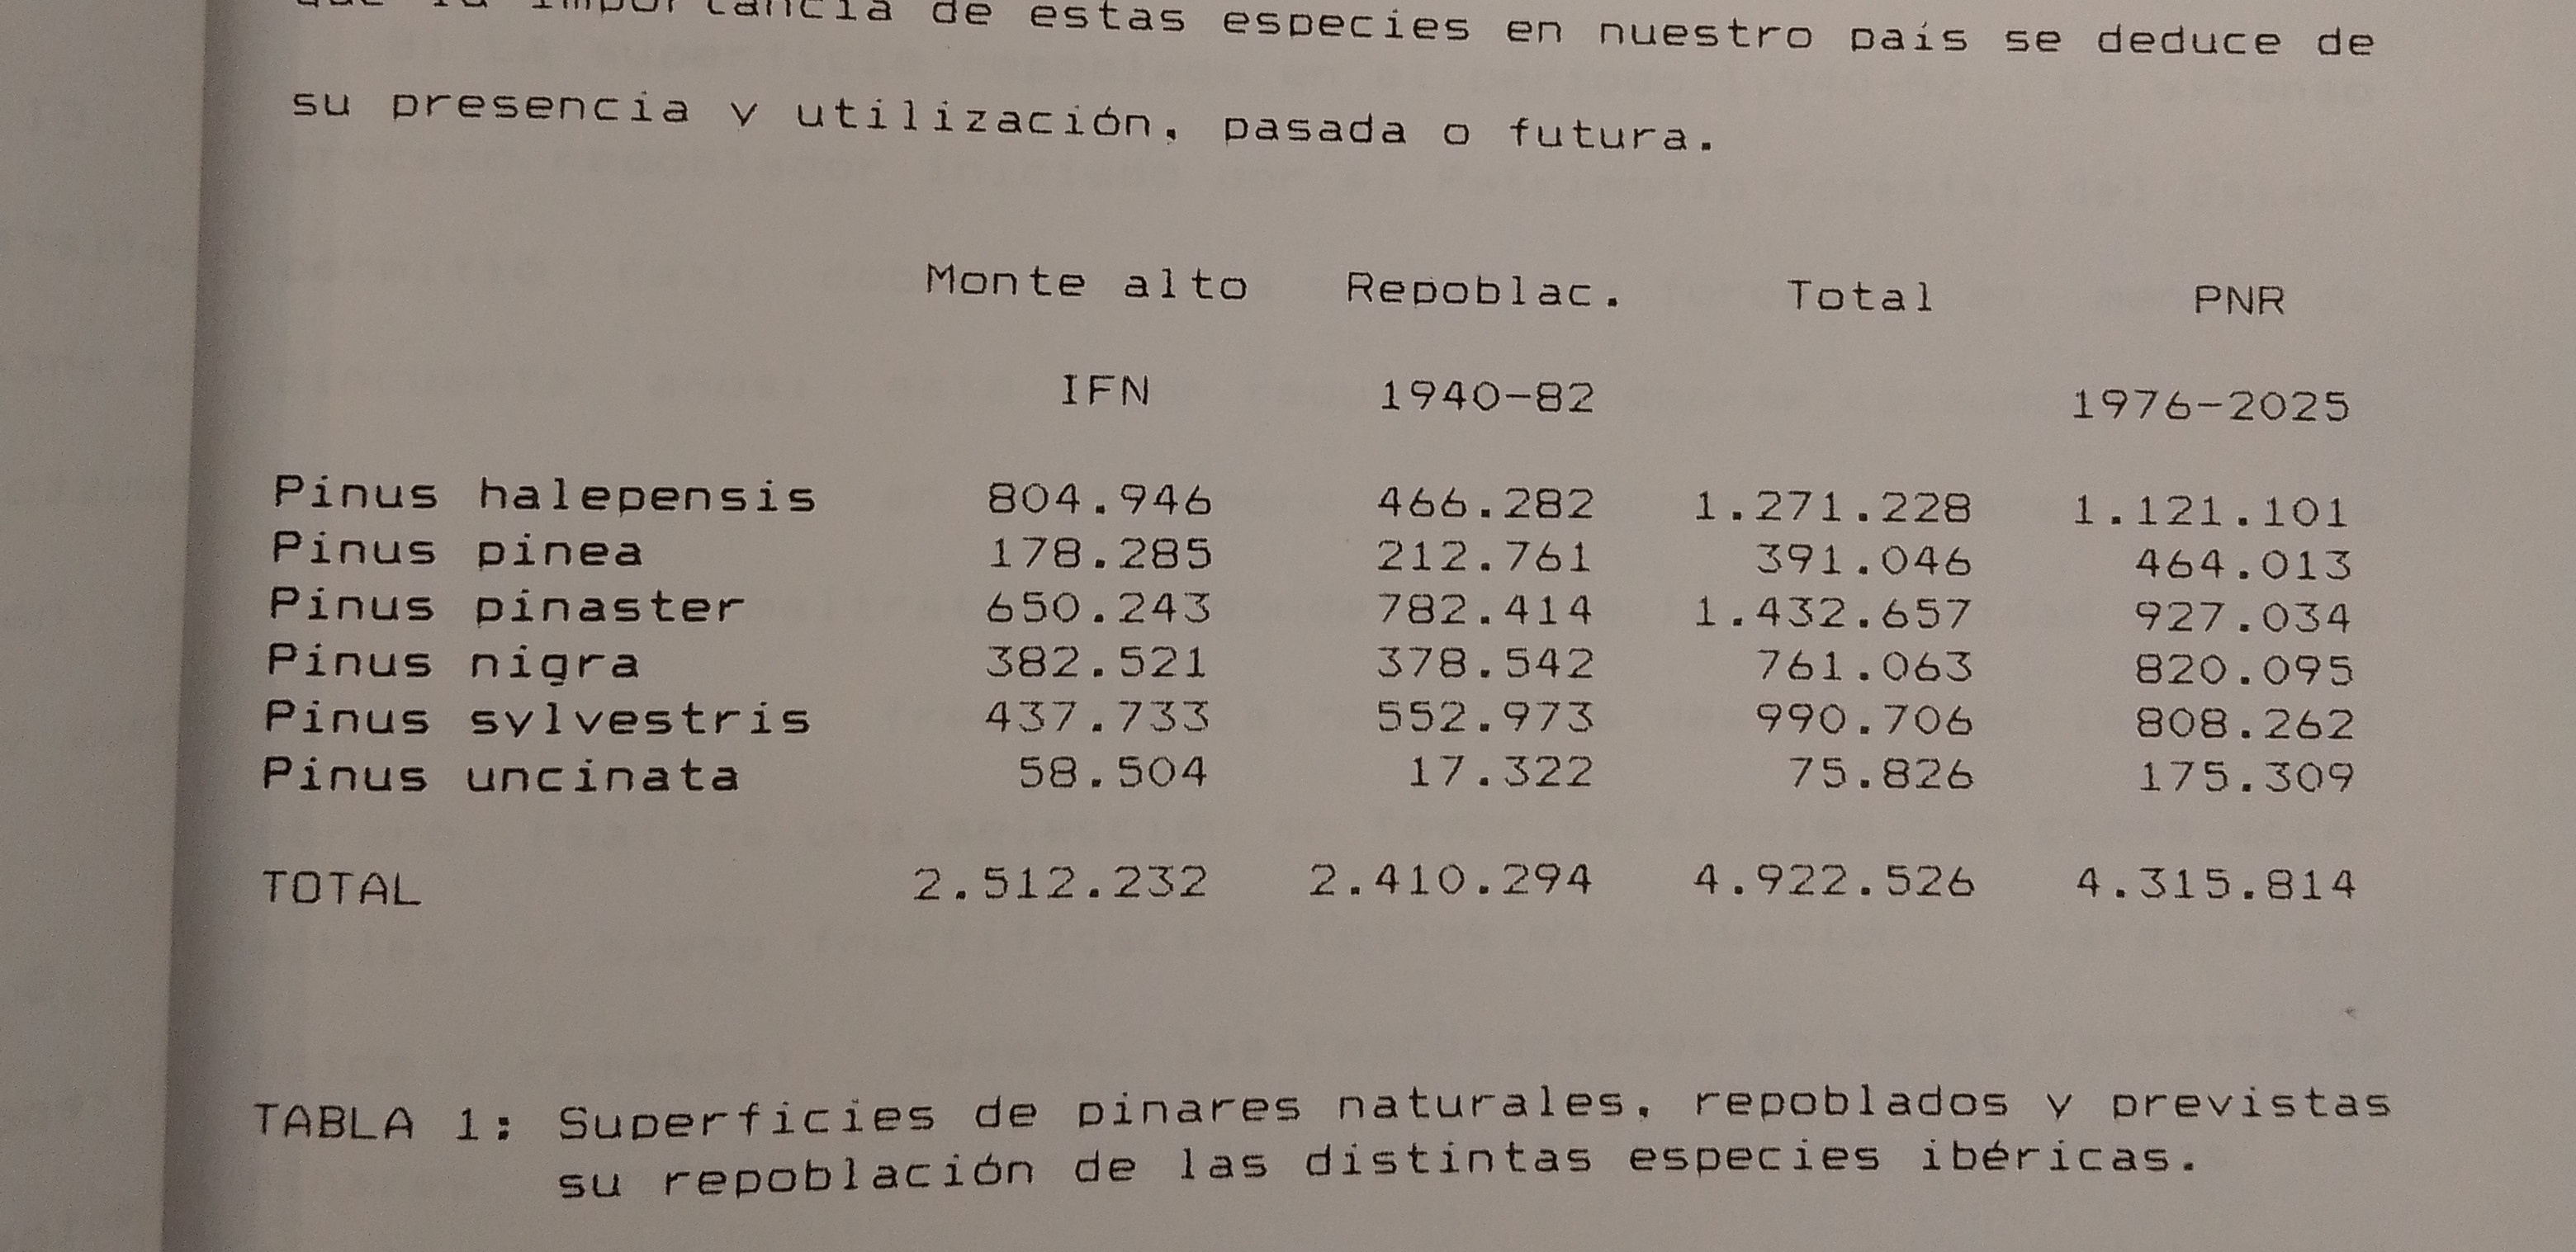 que la importancia de estas especies en nuestro país se deduce de
su presencia y utilización, pasada o futura.
Monte alto Repoblac. Total PNR
IFN 1940-82 1976-2025
Pinus halepensis 804.946 466.282 1.271.228 1.121.101
Pinus pinea 178.285 212.761 391.046 464.013
Pinus pinaster 650.243 782.414 1.432.657 927.034
Pinus nigra 382.521 378.542 761.063 820.095
Pinus sylvestris 437.733 552.973 990.706 808.262
Pinus uncinata 58.504 17.322 75.826 175.309
TOTAL 2.512.232 2.410.294 4.922.526 4.315.814
TABLA 1: Superficies de pinares naturales, repoblados y previstas
su repoblación de las distintas especies ibéricas.